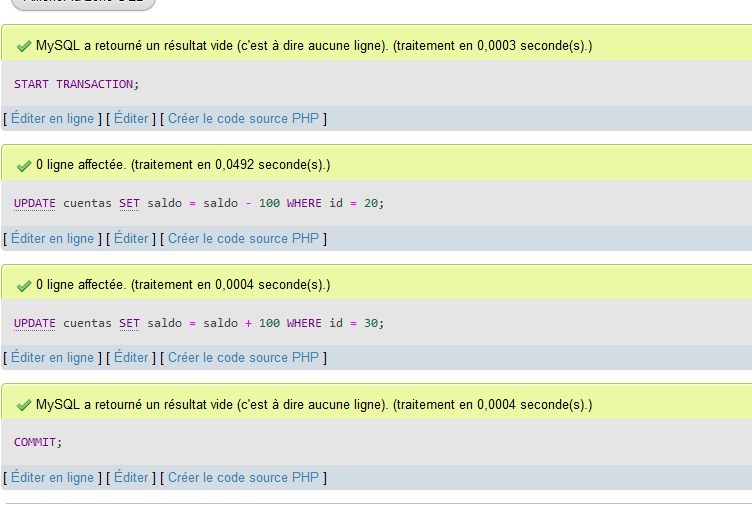 MySQL a retourné un résultat vide (c'est à dire aucune ligne). (traitement en 0,0003 seconde(s).)
START TRANSACTION;
[ Éditer en ligne ] [ Éditer ] [ Créer le code source PHP ]
0 ligne affectée. (traitement en 0,0492 seconde(s).)
UPDATE cuentas SET saldo = saldo - 100 WHERE id = 20;
[ Éditer en ligne ] [ Éditer ] [ Créer le code source PHP ]
0 ligne affectée. (traitement en 0,0004 seconde(s).)
UPDATE cuentas SET saldo = saldo + 100 WHERE id = 30;
[ Éditer en ligne ] [ Éditer ] [ Créer le code source PHP ]
MySQL a retourné un résultat vide (c'est à dire aucune ligne). (traitement en 0,0004 seconde(s).)
COMMIT;
[ Éditer en ligne ] [ Éditer ] [ Créer le code source PHP ]